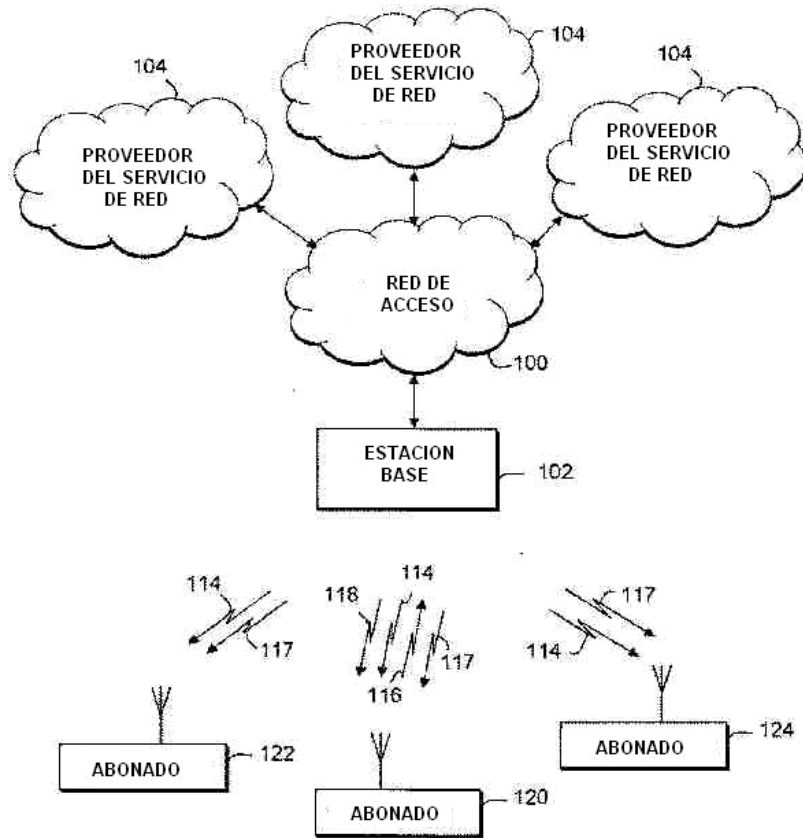 104
PROVEEDOR
DEL SERVICIO
DE RED
104
PROVEEDOR
DEL SERVICIO
DE RED
104
PROVEEDOR
DEL SERVICIO
DE RED
RED DE
ACCESO
100
ESTACION
BASE
102
114
117
118
114
116
117
117
114
ABONADO
122
ABONADO
120
ABONADO
124